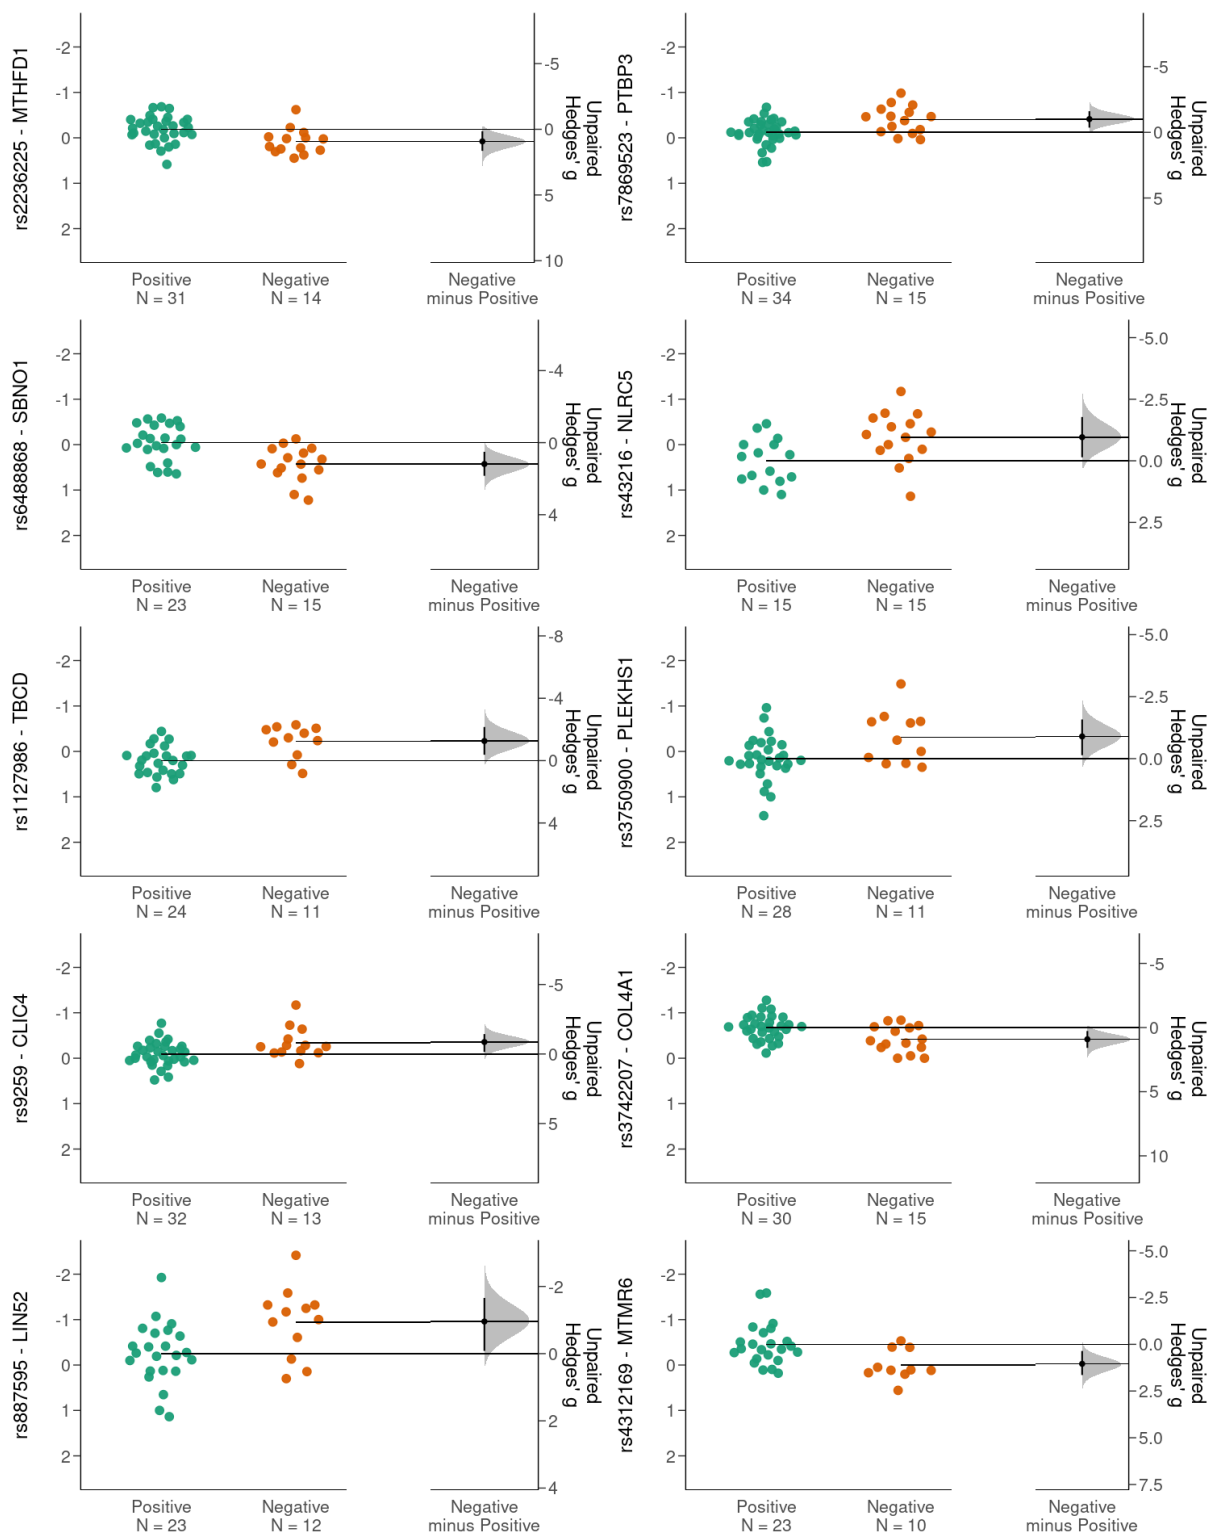 rs2236225 - MTHFD1
-2
-1
0
1
2
-5
0
5
10
Unpaired
Hedges' g
Positive
N = 31
Negative
N = 14
Negative
minus Positive
rs7869523 - PTBP3
-2
-1
0
1
2
-5
0
5
Unpaired
Hedges' g
Positive
N = 34
Negative
N = 15
Negative
minus Positive
rs6488868 - SBNO1
-2
-1
0
1
2
-4
0
4
Unpaired
Hedges' g
Positive
N = 23
Negative
N = 15
Negative
minus Positive
rs43216 - NLRC5
-2
-1
0
1
2
-5.0
-2.5
0.0
2.5
Unpaired
Hedges' g
Positive
N = 15
Negative
N = 15
Negative
minus Positive
rs1127986 - TBCD
-2
-1
0
1
2
-8
-4
0
4
Unpaired
Hedges' g
Positive
N = 24
Negative
N = 11
Negative
minus Positive
rs3750900 - PLEKHS1
-2
-1
0
1
2
-5.0
-2.5
0.0
2.5
Unpaired
Hedges' g
Positive
N = 28
Negative
N = 11
Negative
minus Positive
rs9259 - CLIC4
-2
-1
0
1
2
-5
0
5
Unpaired
Hedges' g
Positive
N = 32
Negative
N = 13
Negative
minus Positive
rs3742207 - COL4A1
-2
-1
0
1
2
-5
0
5
10
Unpaired
Hedges' g
Positive
N = 30
Negative
N = 15
Negative
minus Positive
rs887595 - LIN52
-2
-1
0
1
2
-2
0
2
4
Unpaired
Hedges' g
Positive
N = 23
Negative
N = 12
Negative
minus Positive
rs4312169 - MTMR6
-2
-1
0
1
2
-5.0
-2.5
0.0
2.5
5.0
7.5
Unpaired
Hedges' g
Positive
N = 23
Negative
N = 10
Negative
minus Positive